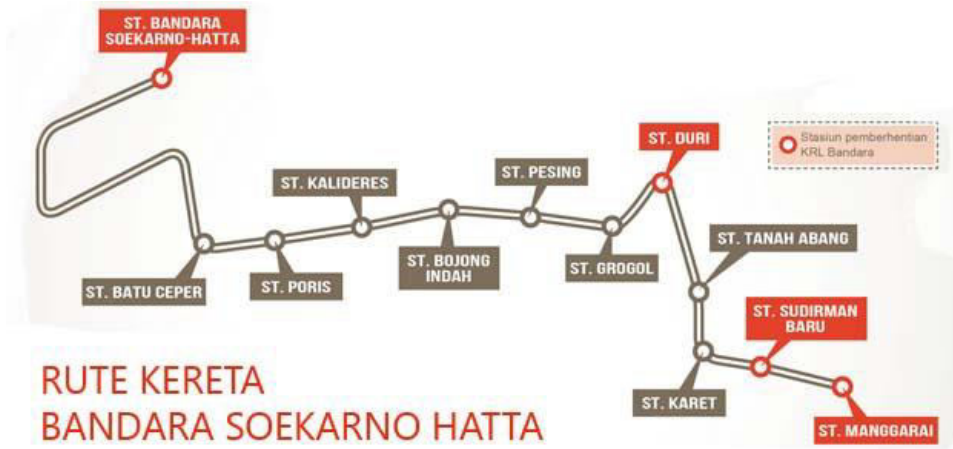 ST. BANDARA
SOEKARNO-HATTA
ST. DURI
Stasiun pemberhentian
KRL Bandara
ST. KALIDERES
ST. PESING
ST. TANAH ABANG
ST. BATU CEPER
ST. PORIS
ST. BOJONG
INDAH
ST. GROGOL
ST. SUDIRMAN
BARU
ST. KARET
ST. MANGGARAI
RUTE KERETA
BANDARA SOEKARNO HATTA